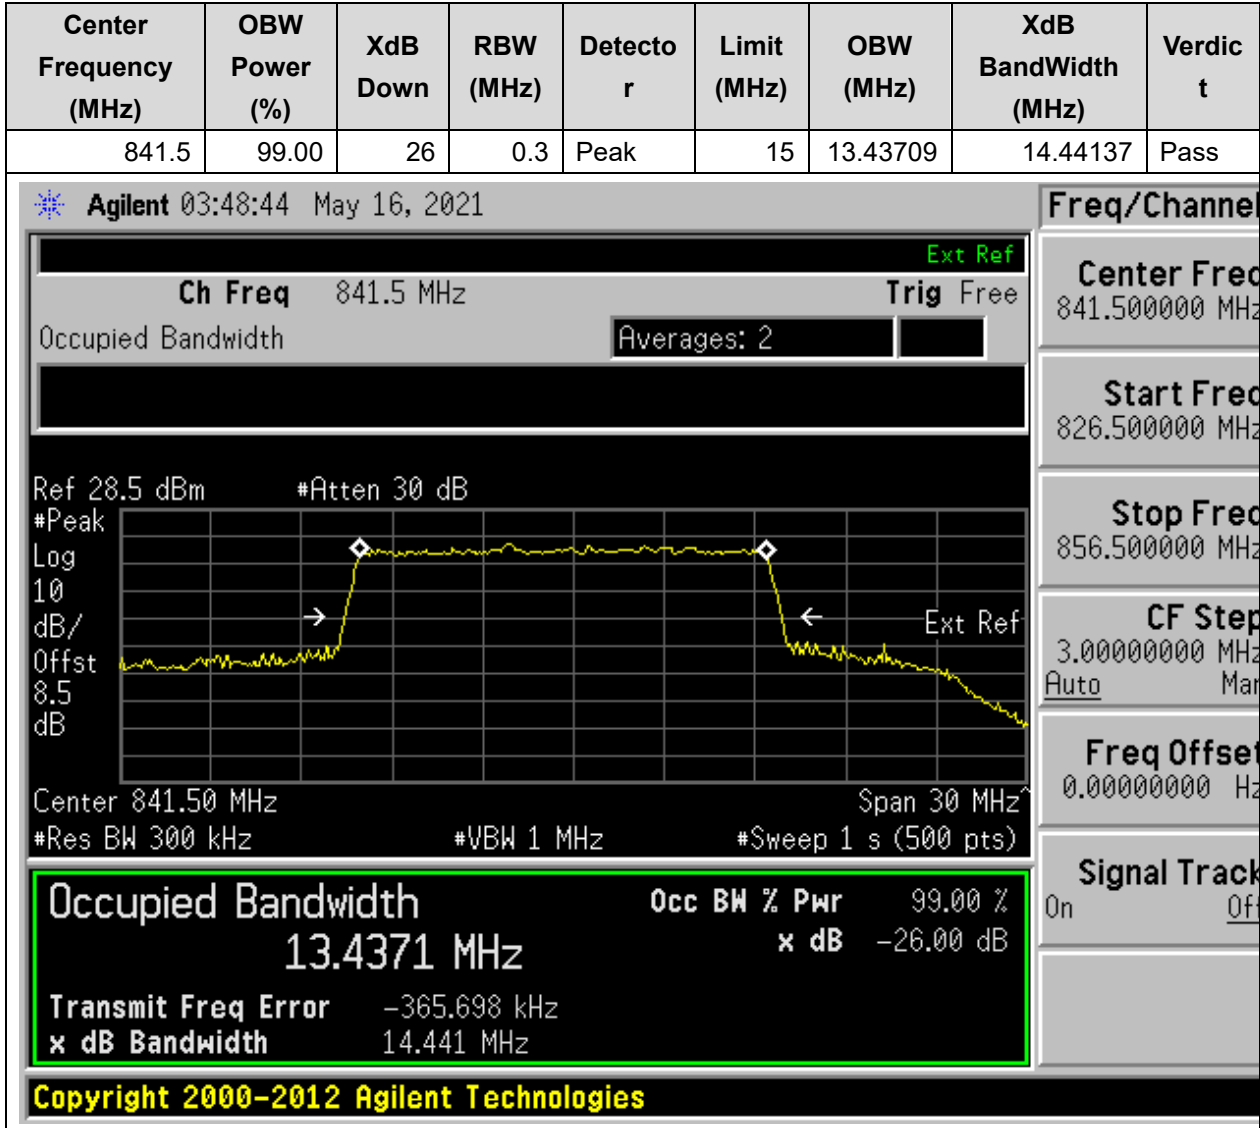 Center Frequency (MHz) OBW Power (%) XdB Down RBW (MHz) Detecto r Limit (MHz) OBW (MHz) XdB BandWidth (MHz) Verdic t
841.5 99.00 26 0.3 Peak 15 13.43709 14.44137 Pass
Agilent 03:48:44 May 16, 2021
Freq/Channel
Ext Ref
Ch Freq 841.5 MHz Trig Free
Occupied Bandwidth Averages: 2
Center Freq
841.500000 MHz
Start Freq
826.500000 MHz
Stop Freq
856.500000 MHz
CF Step
3.00000000 MHz
Auto Man
Freq Offset
0.00000000 Hz
Signal Track
On Off
Ref 28.5 dBm #Atten 30 dB
#Peak
Log
10
dB/
Offst
8.5
dB
Ext Ref
Center 841.50 MHz Span 30 MHz^
#Res BW 300 kHz #VBW 1 MHz #Sweep 1 s (500 pts)
Occupied Bandwidth
13.4371 MHz
Occ BW % Pwr 99.00 %
x dB -26.00 dB
Transmit Freq Error -365.698 kHz
x dB Bandwidth 14.441 MHz
Copyright 2000-2012 Agilent Technologies